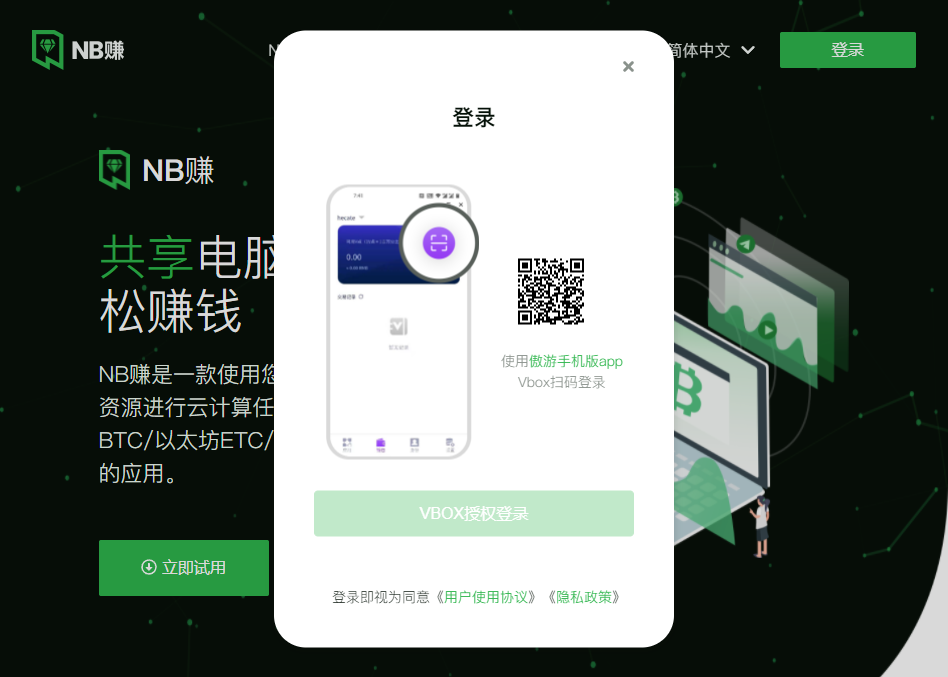 NB赚
N
简体中文
登录
登录
NB赚
共享电脑
松赚钱
NB赚是一款使用您
资源进行云计算任
BTC/以太坊ETC/
的应用。
立即试用
7:45
hecate
0.00
使用傲游手机版app
Vbox扫码登录
VBOX授权登录
登录即视为同意《用户使用协议》《隐私政策》